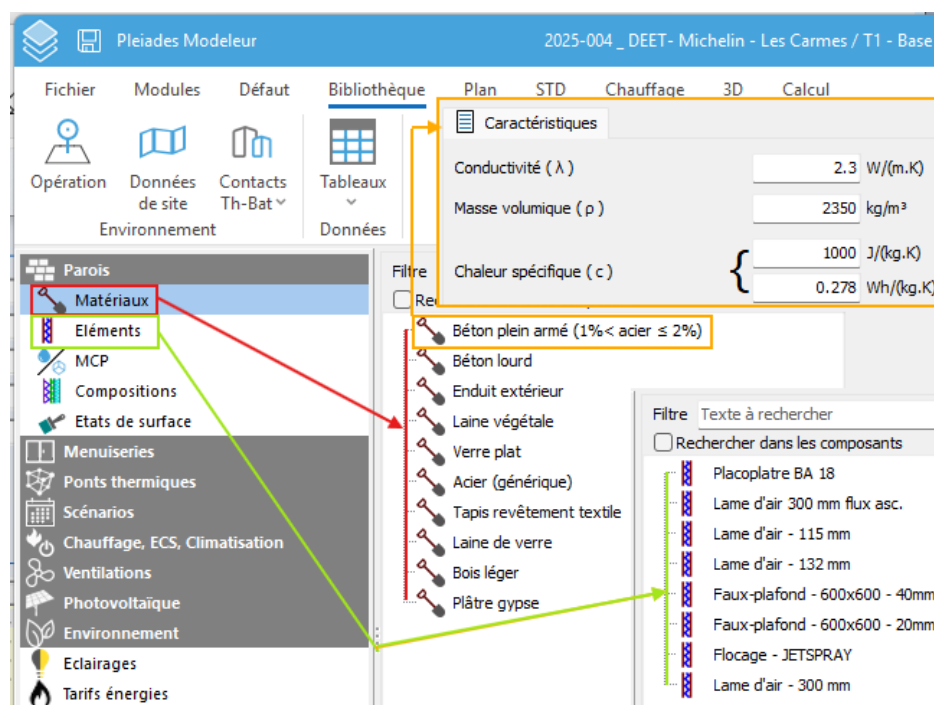 Pleiades Modeleur
2025-004 _ DEET- Michelin - Les Carmes / T1 - Base
Fichier Modules Défaut Bibliothèque Plan STD Chauffage 3D Calcul
Opération
Données de site
Contacts Th-Bat
Environnement
Tableaux
Données
Caractéristiques
Conductivité ( λ ) 2.3 W/(m.K)
Masse volumique ( ρ ) 2350 kg/m³
Chaleur spécifique ( c ) { 1000 J/(kg.K)
0.278 Wh/(kg.K)
Parois
Matériaux
Eléments
MCP
Compositions
Etats de surface
Menuiseries
Ponts thermiques
Scénarios
Chauffage, ECS, Climatisation
Ventilations
Photovoltaïque
Environnement
Eclairages
Tarifs énergies
Filtre
Béton plein armé (1%< acier ≤ 2%)
Béton lourd
Enduit extérieur
Laine végétale
Verre plat
Acier (générique)
Tapis revêtement textile
Laine de verre
Bois léger
Plâtre gypse
Filtre Texte à rechercher
Rechercher dans les composants
Placoplatre BA 18
Lame d'air 300 mm flux asc.
Lame d'air - 115 mm
Lame d'air - 132 mm
Faux-plafond - 600x600 - 40mm
Faux-plafond - 600x600 - 20mm
Flocage - JETSPRAY
Lame d'air - 300 mm